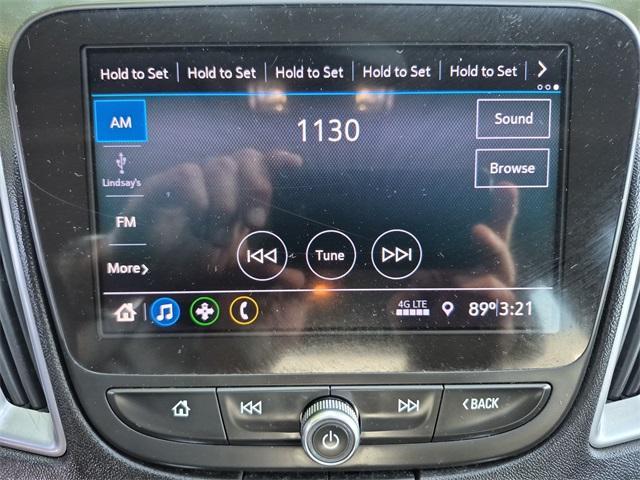 Hold to Set Hold to Set Hold to Set Hold to Set Hold to Set
AM 1130 Sound
Lindsay's Browse
FM
Tune
More
4G LTE 89° 3:21
BACK